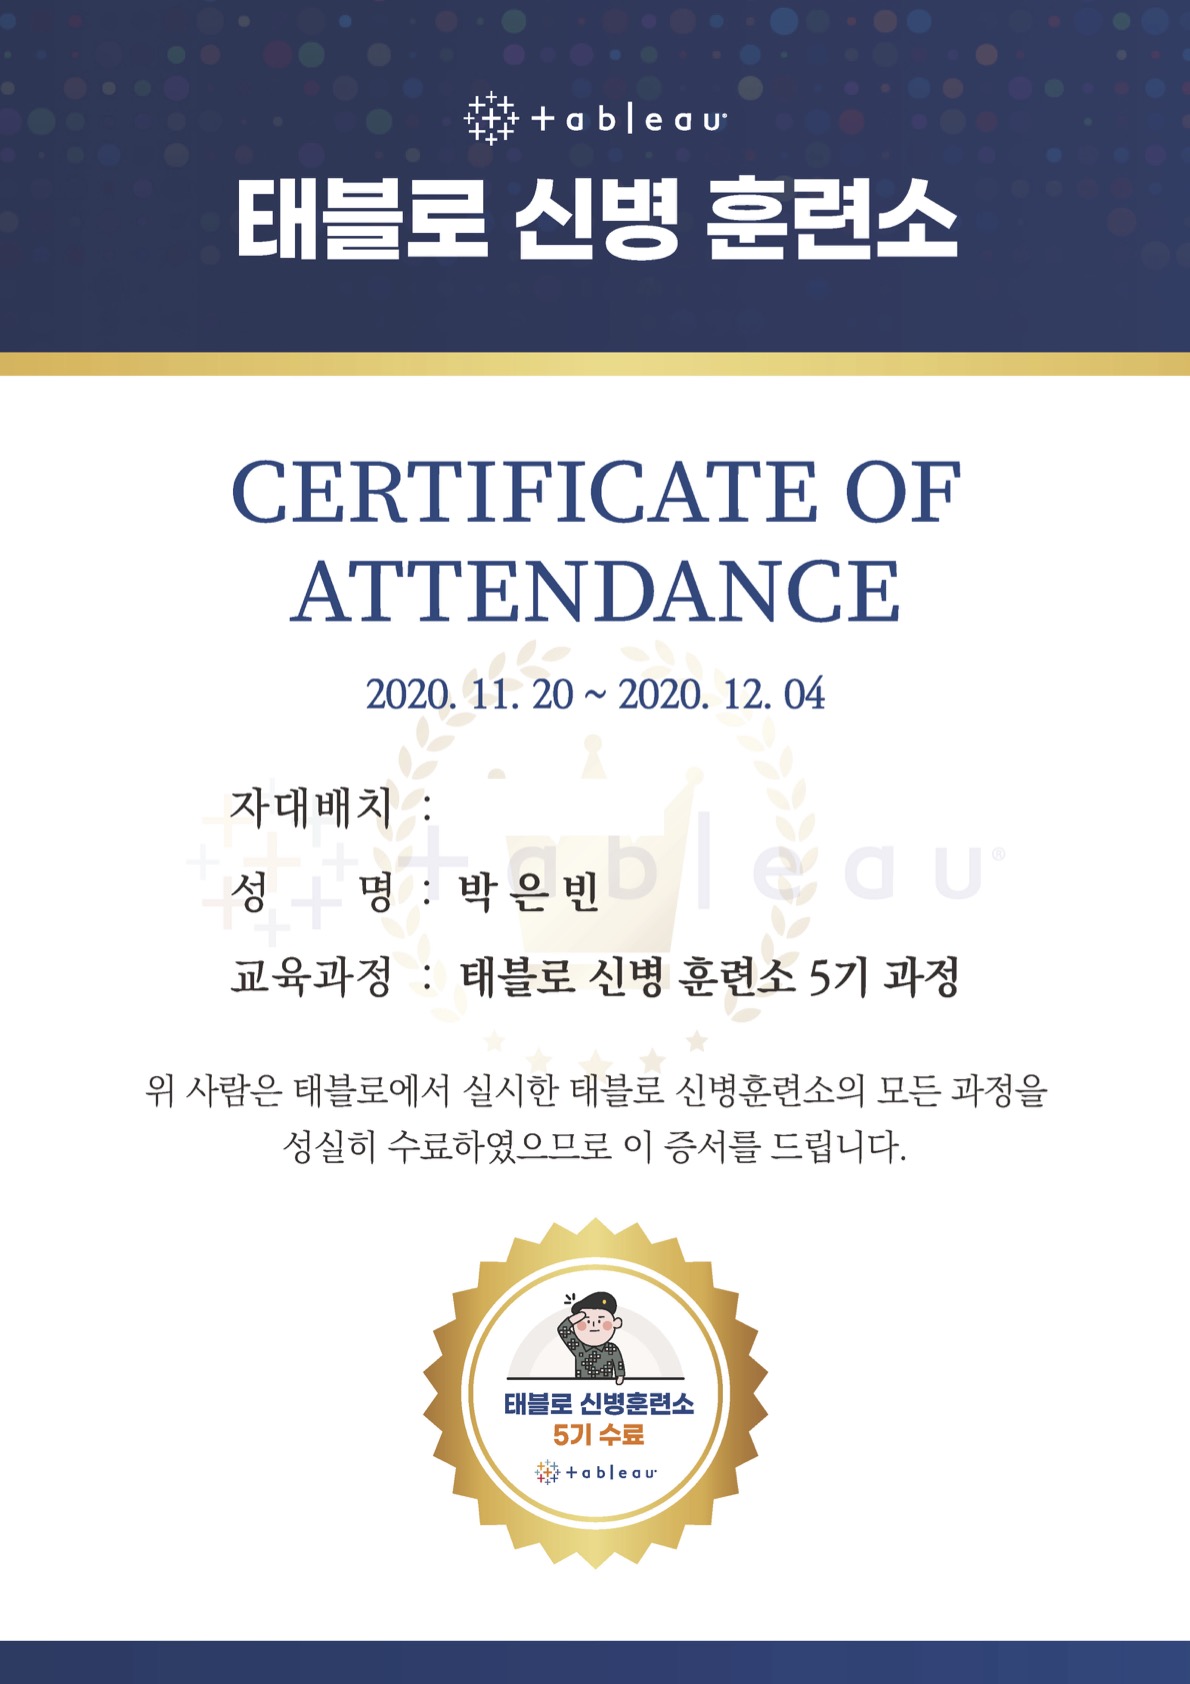 +ableau
태블로 신병 훈련소
CERTIFICATE OF
ATTENDANCE
2020. 11. 20 ~ 2020. 12. 04
자대배치 :
성 명 : 박 은 빈
교육과정 : 태블로 신병 훈련소 5기 과정
+ableau®
위 사람은 태블로에서 실시한 태블로 신병훈련소의 모든 과정을
성실히 수료하였으므로 이 증서를 드립니다.
태블로 신병훈련소
5기 수료
+ableau